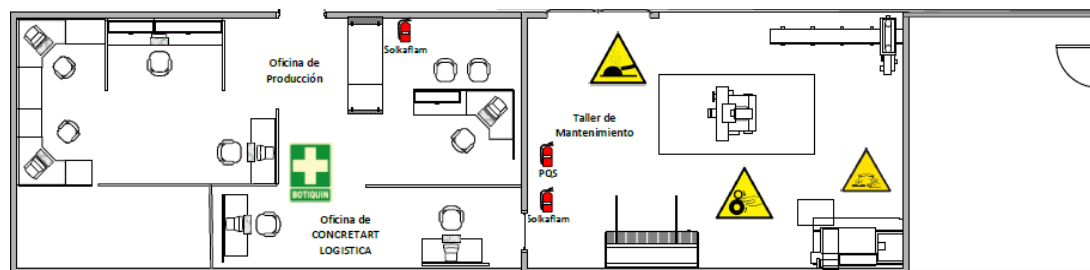 Solkaflam
Oficina de
Producción
Taller de
Mantenimiento
PQS
BOTIQUIN
Solkaflam
Oficina de
CONCRETART
LOGISTICA